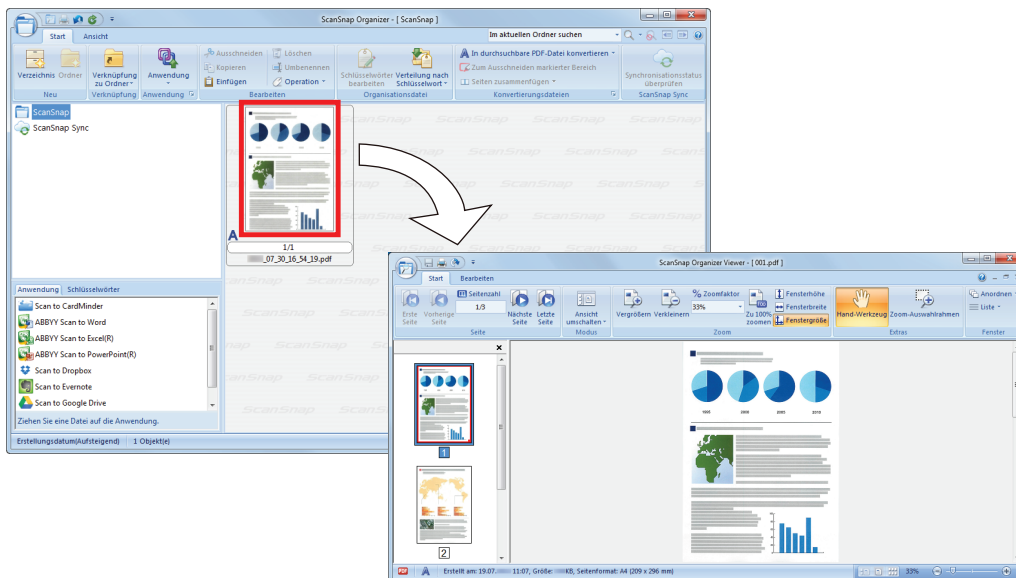 ScanSnap Organizer - [ ScanSnap ]
Start Ansicht
Im aktuellen Ordner suchen
Verzeichnis Ordner
Neu
Verknüpfung zu Ordner
Verknüpfung
Anwendung
Anwendung
Ausschneiden
Kopieren
Einfügen
Löschen
Umbenennen
Operation
Bearbeiten
Schlüsselwörter bearbeiten
Verteilung nach Schlüsselwort
Organisationsdatei
In durchsuchbare PDF-Datei konvertieren
Zum Ausschneiden markierter Bereich
Seiten zusammenfügen
Konvertierungsdateien
Synchronisationsstatus überprüfen
ScanSnap Sync
ScanSnap
ScanSnap Sync
A
1/1
_07_30_16_54_19.pdf
Anwendung Schlüsselwörter
Scan to CardMinder
ABBYY Scan to Word
ABBYY Scan to Excel(R)
ABBYY Scan to PowerPoint(R)
Scan to Dropbox
Scan to Evernote
Scan to Google Drive
Ziehen Sie eine Datei auf die Anwendung.
Erstellungsdatum(Aufsteigend) 1 Objekt(e)
ScanSnap Organizer Viewer - [ 001.pdf ]
Start Bearbeiten
Erste Seite
Vorherige Seite
Seitenzahl
1/3
Nächste Seite
Letzte Seite
Seite
Ansicht umschalten
Modus
Vergrößern Verkleinern
% Zoomfaktor
33%
Zu 100% zoomen
Fensterhöhe
Fensterbreite
Fenstergröße
Zoom
Hand-Werkzeug Zoom-Auswahlrahmen
Extras
Anordnen
Liste
Fenster
1
2
1995 2000 2005 2010
Erstellt am: 19.07. 11:07, Größe: KB, Seitenformat: A4 (209 x 296 mm)
33%